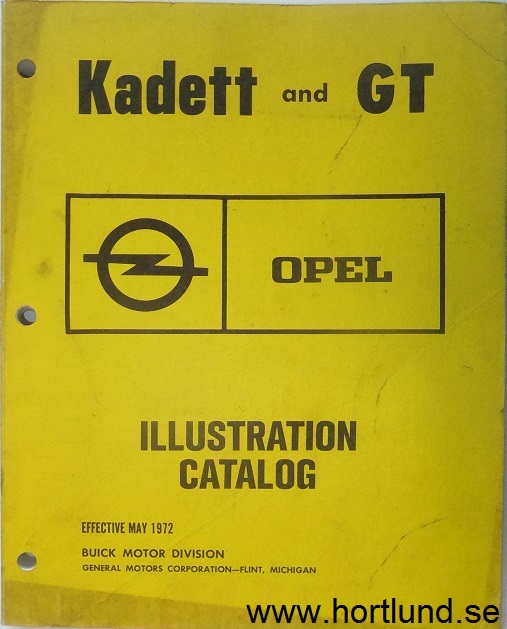 Kadett and GT
OPEL
ILLUSTRATION
CATALOG
EFFECTIVE MAY 1972
BUICK MOTOR DIVISION
GENERAL MOTORS CORPORATION—FLINT, MICHIGAN
www.hortlund.se